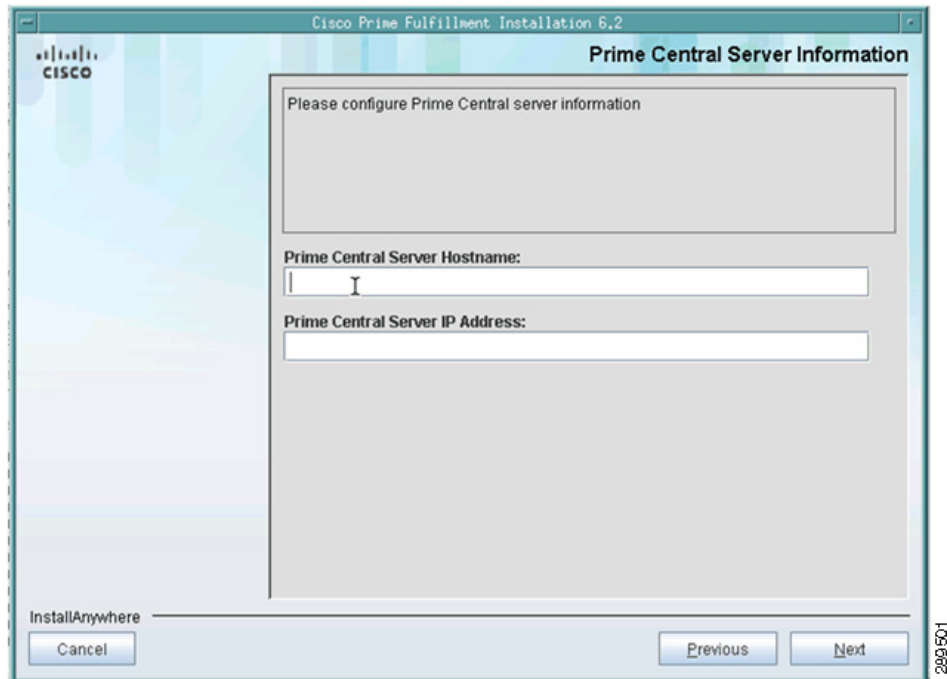 Cisco Prime Fulfillment Installation 6.2
CISCO
Prime Central Server Information
Please configure Prime Central server information
Prime Central Server Hostname:
Prime Central Server IP Address:
InstallAnywhere
Cancel
Previous
Next
289501